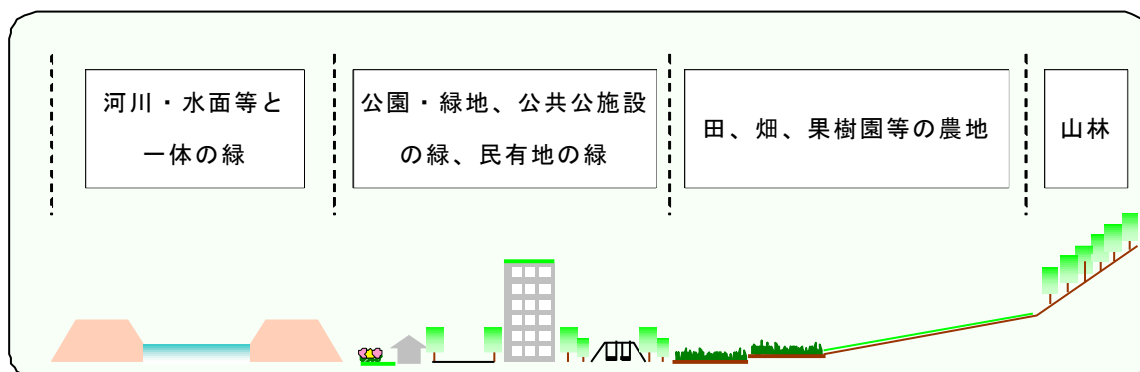 河川・水面等と
一体の緑
公園・緑地、公共公施設
の緑、民有地の緑
田、畑、果樹園等の農地
山林